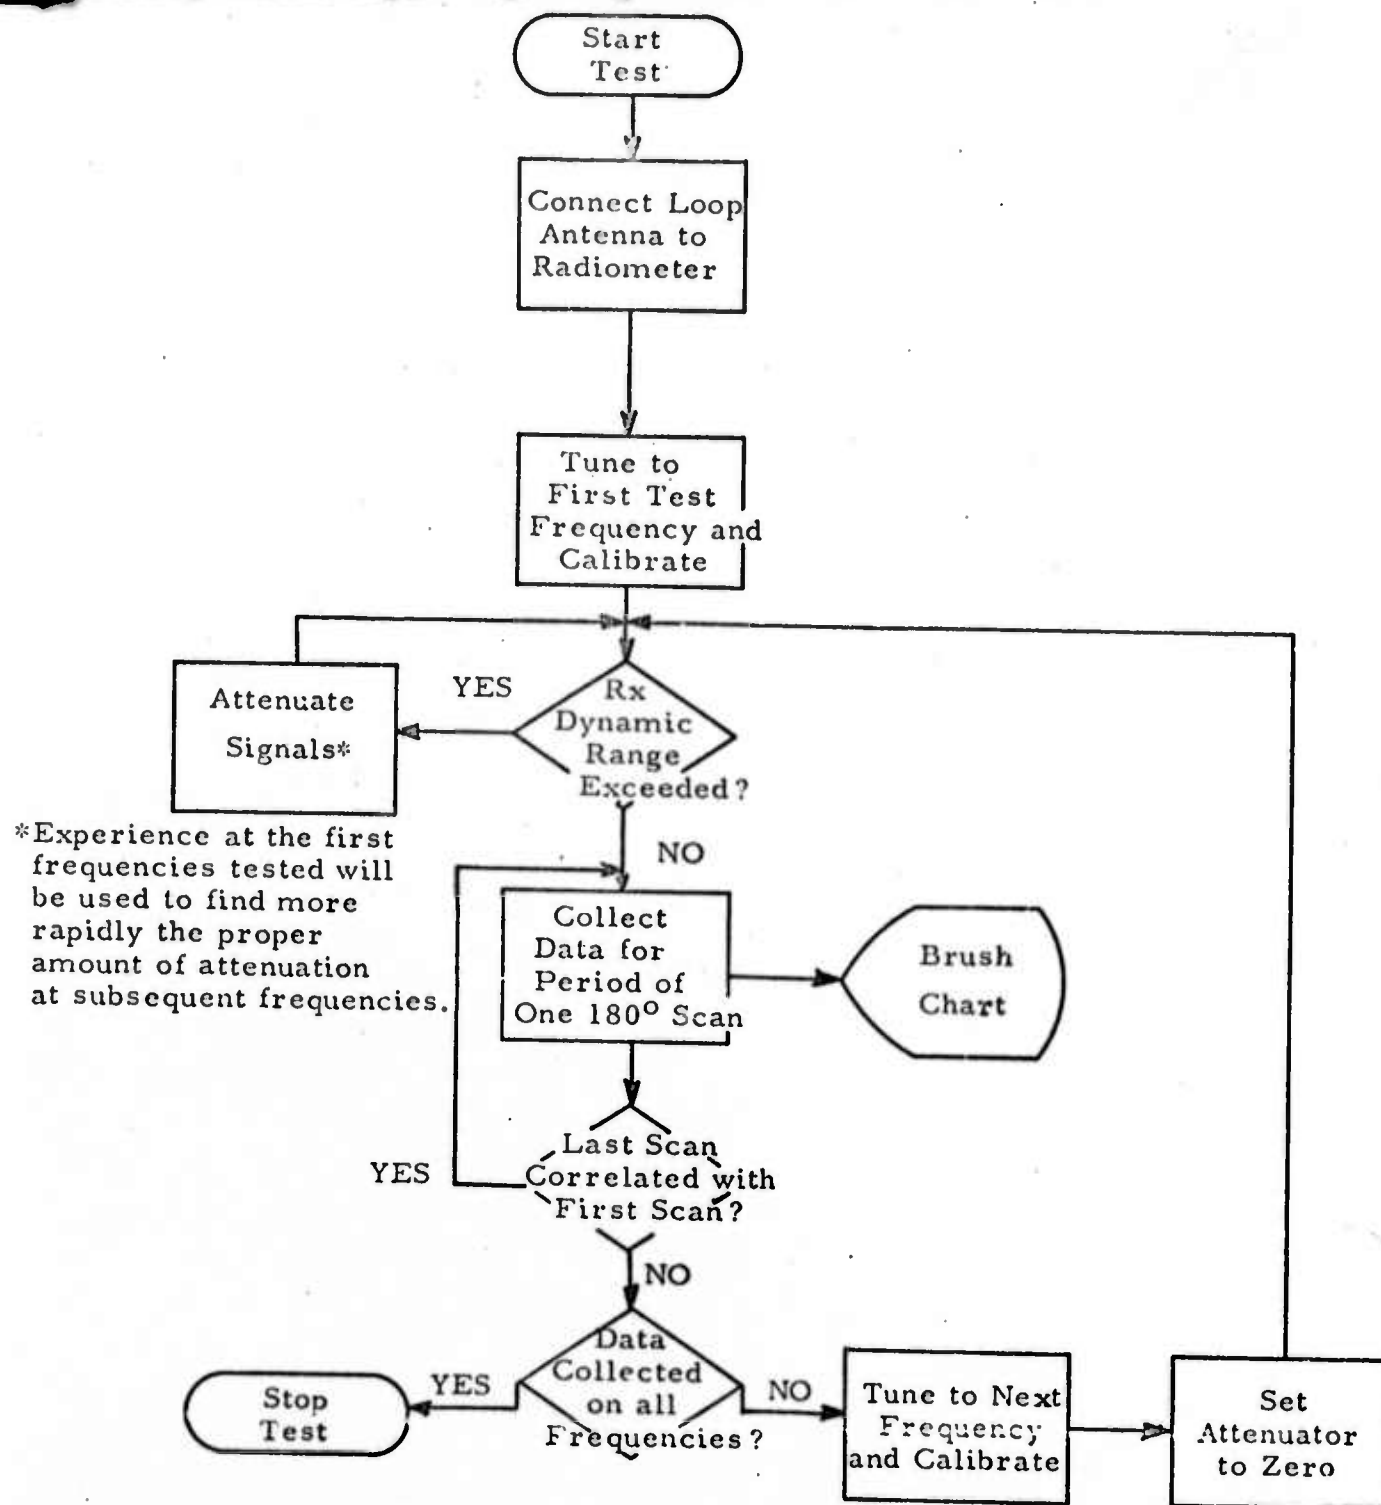 Start
Test
Connect Loop
Antenna to
Radiometer
Tune to
First Test
Frequency and
Calibrate
Attenuate
Signals*
YES
Rx
Dynamic
Range
Exceeded?
*Experience at the first
frequencies tested will
be used to find more
rapidly the proper
amount of attenuation
at subsequent frequencies.
NO
Collect
Data for
Period of
One 180° Scan
Brush
Chart
YES
Last Scan
Correlated with
First Scan?
NO
Data
Collected
on all
Frequencies?
YES
Stop
Test
NO
Tune to Next
Frequency
and Calibrate
Set
Attenuator
to Zero